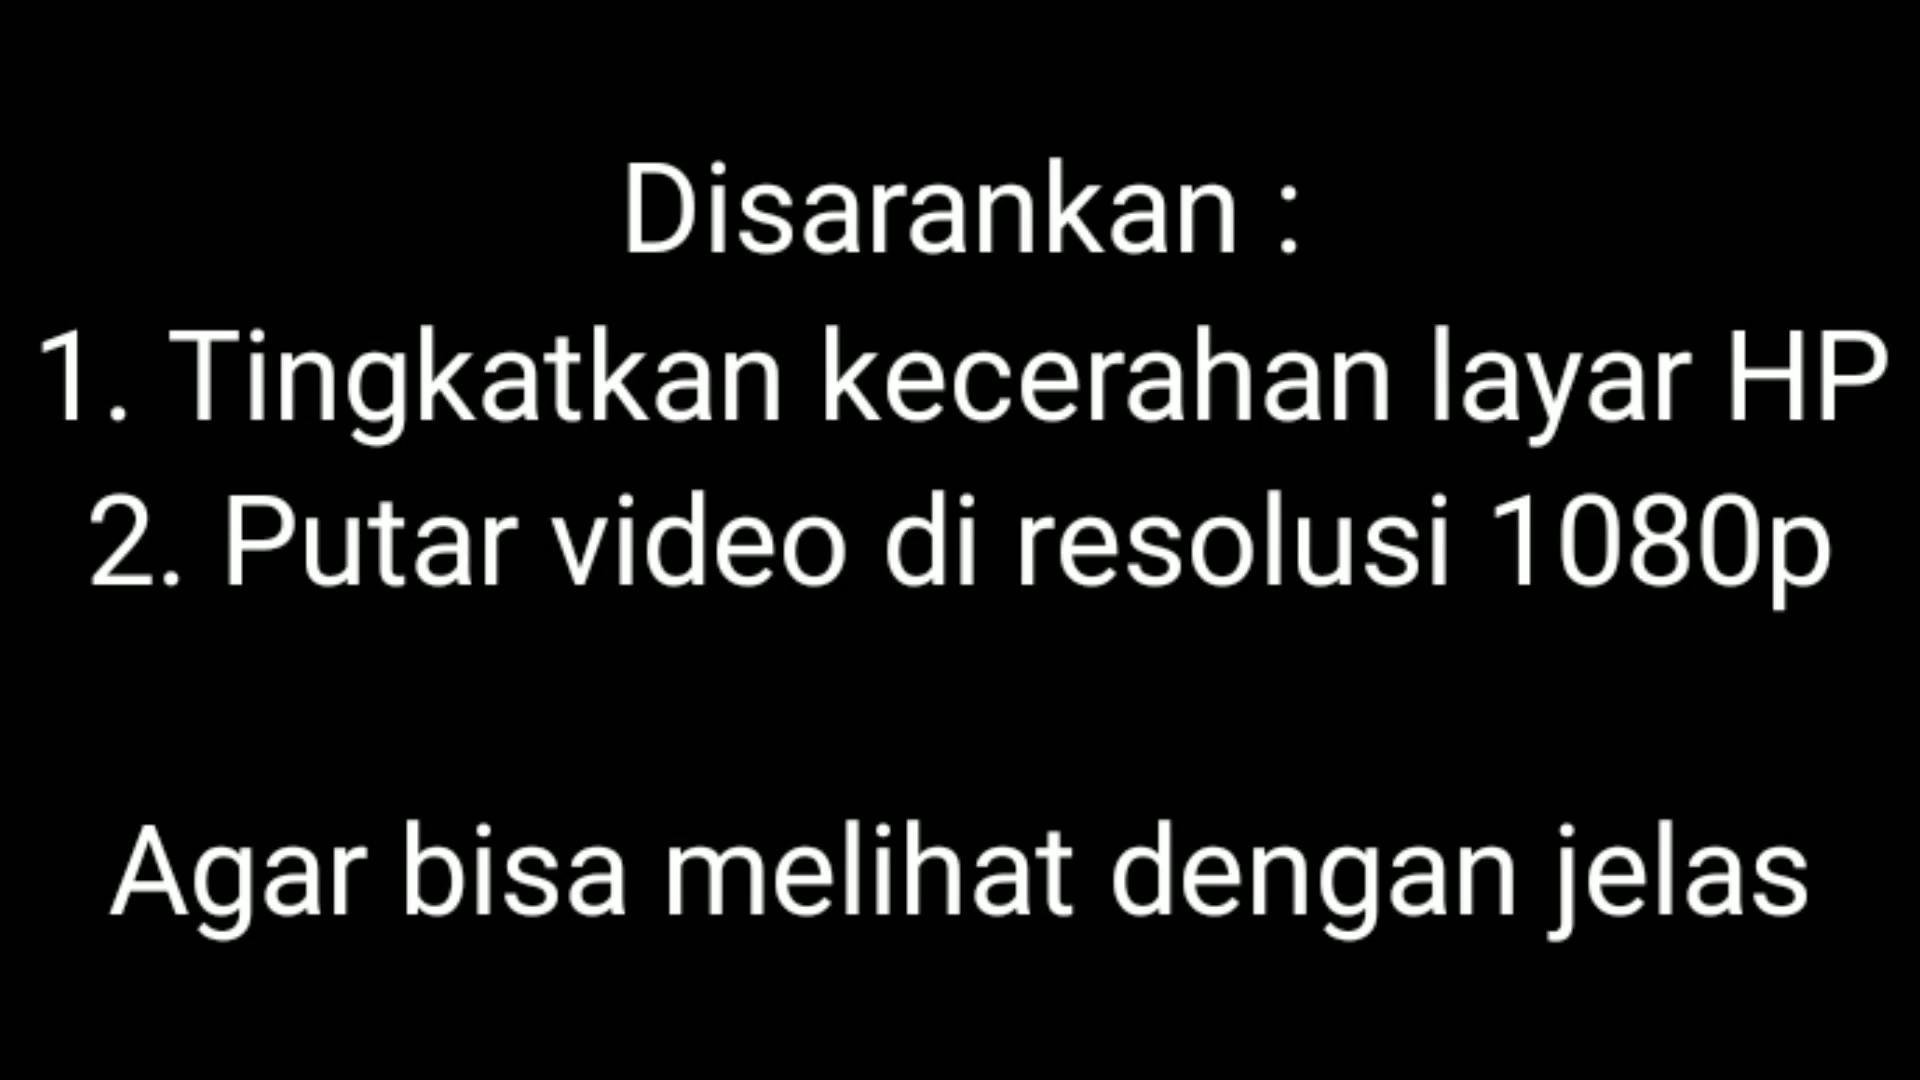 Disarankan :
1. Tingkatkan kecerahan layar HP
2. Putar video di resolusi 1080p
Agar bisa melihat dengan jelas